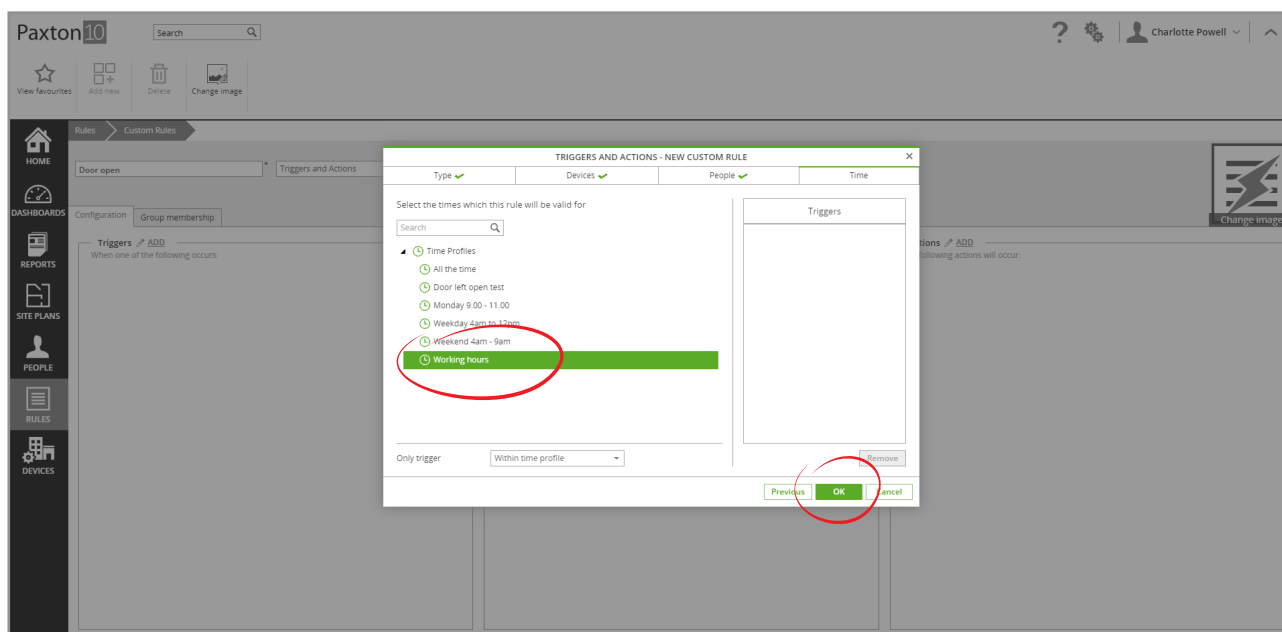 Paxton10
Search
Charlotte Powell
View favourites
Add new
Delete
Change image
Rules
Custom Rules
HOME
DASHBOARDS
REPORTS
SITE PLANS
PEOPLE
RULES
DEVICES
Door open
*
Triggers and Actions
Change image
Configuration
Group membership
Triggers ADD
When one of the following occurs:
tions ADD
following actions will occur:
TRIGGERS AND ACTIONS - NEW CUSTOM RULE
Type
Devices
People
Time
Select the times which this rule will be valid for
Search
Time Profiles
All the time
Door left open test
Monday 9.00 - 11.00
Weekday 4am to 12pm
Weekend 4am - 9am
Working hours
Triggers
Only trigger
Within time profile
Remove
Previous
OK
Cancel